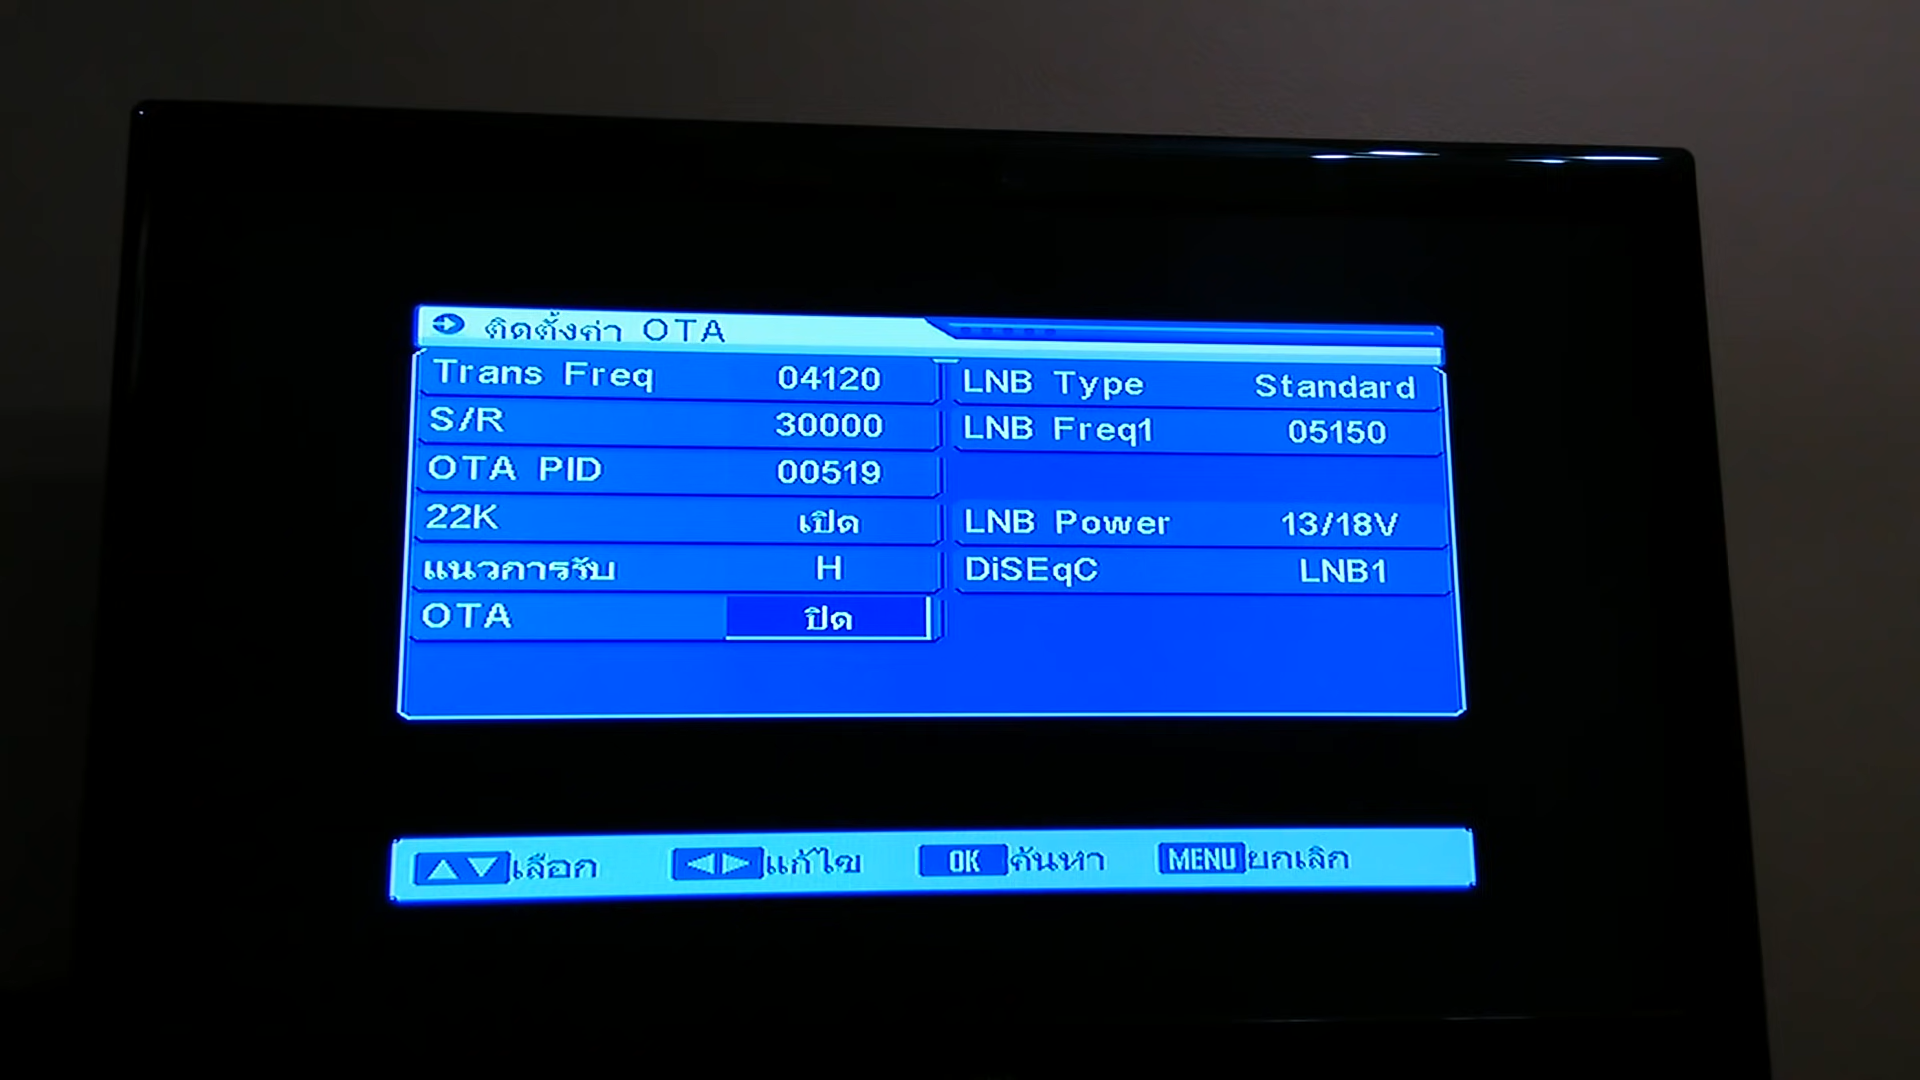 ติดตั้งค่า OTA
Trans Freq 04120
S/R 30000
OTA PID 00519
22K เปิด
แนวการรับ H
OTA ปิด
LNB Type Standard
LNB Freq1 05150
LNB Power 13/18V
DiSEqC LNB1
เลือก แก้ไข OK ค้นหา MENU ยกเลิก